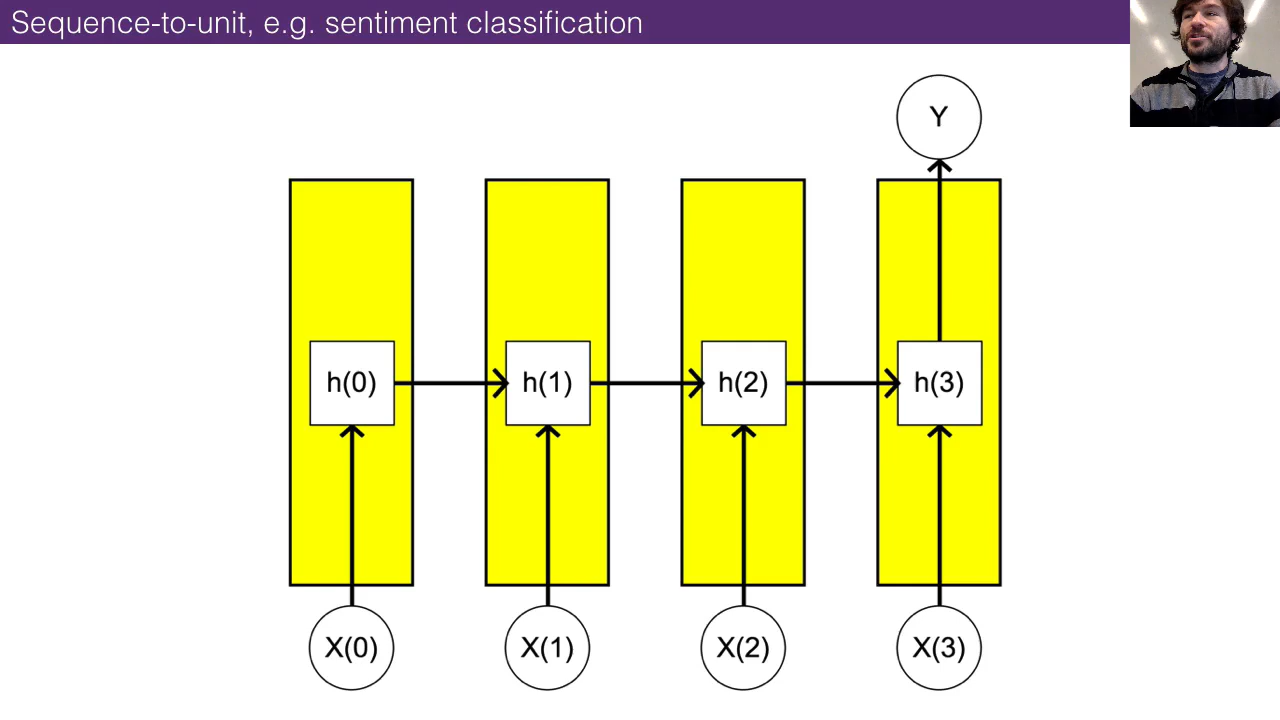 Sequence-to-unit, e.g. sentiment classification
Y
h(0) h(1) h(2) h(3)
X(0) X(1) X(2) X(3)